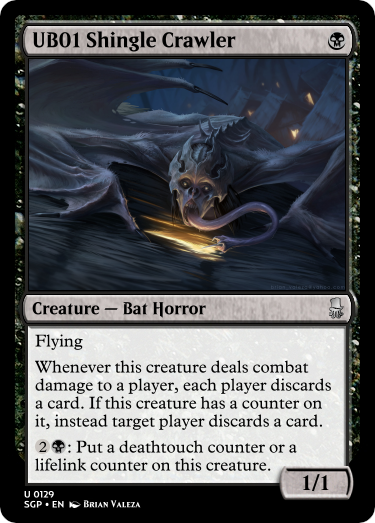 UB01 Shingle Crawler
Creature — Bat Horror
Flying
Whenever this creature deals combat
damage to a player, each player discards
a card. If this creature has a counter on
it, instead target player discards a card.
2: Put a deathtouch counter or a
lifelink counter on this creature.
1/1
U 0129
SGP • EN Brian Valeza